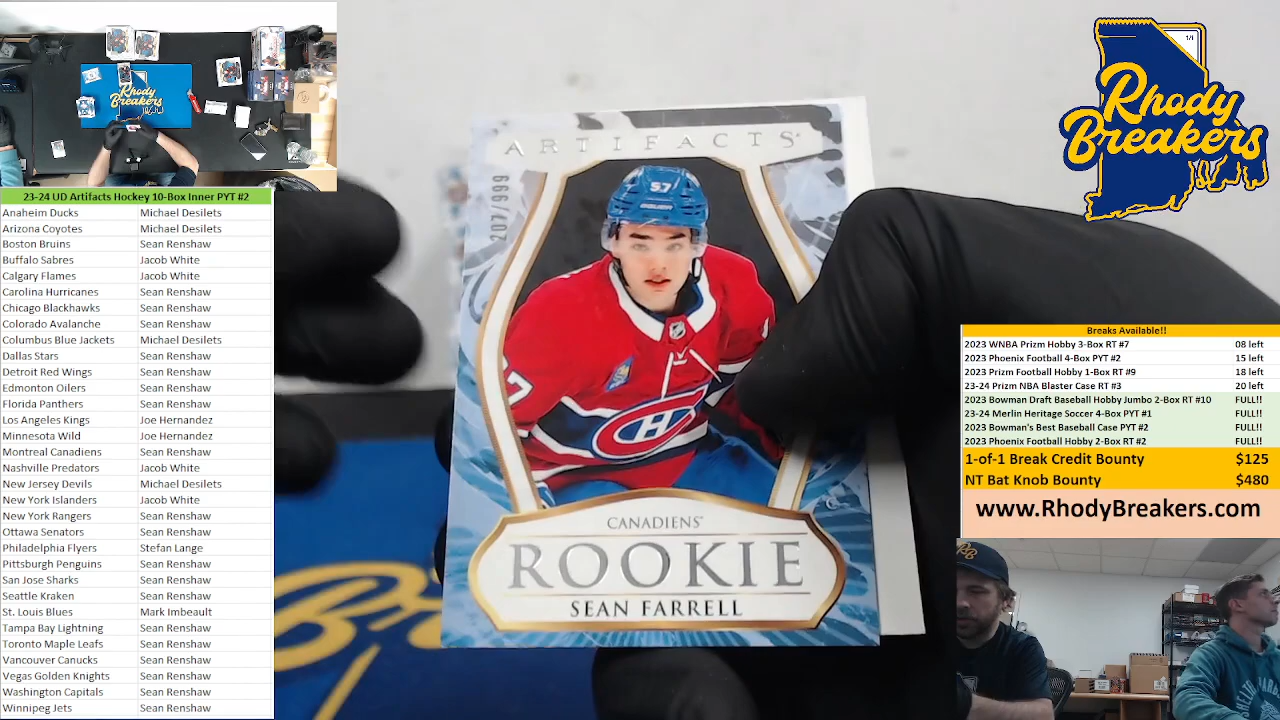 23-24 UD Artifacts Hockey 10-Box Inner PYT #2
Anaheim Ducks Michael Desilets
Arizona Coyotes Michael Desilets
Boston Bruins Sean Renshaw
Buffalo Sabres Jacob White
Calgary Flames Jacob White
Carolina Hurricanes Sean Renshaw
Chicago Blackhawks Sean Renshaw
Colorado Avalanche Sean Renshaw
Columbus Blue Jackets Michael Desilets
Dallas Stars Sean Renshaw
Detroit Red Wings Sean Renshaw
Edmonton Oilers Sean Renshaw
Florida Panthers Sean Renshaw
Los Angeles Kings Joe Hernandez
Minnesota Wild Joe Hernandez
Montreal Canadiens Sean Renshaw
Nashville Predators Jacob White
New Jersey Devils Michael Desilets
New York Islanders Jacob White
New York Rangers Sean Renshaw
Ottawa Senators Sean Renshaw
Philadelphia Flyers Stefan Lange
Pittsburgh Penguins Sean Renshaw
San Jose Sharks Sean Renshaw
Seattle Kraken Sean Renshaw
St. Louis Blues Mark Imbeault
Tampa Bay Lightning Sean Renshaw
Toronto Maple Leafs Sean Renshaw
Vancouver Canucks Sean Renshaw
Vegas Golden Knights Sean Renshaw
Washington Capitals Sean Renshaw
Winnipeg Jets Sean Renshaw
Rhody
Breakers
ARTIFACTS
207/999
57
CANADIENS
ROOKIE
SEAN FARRELL
1/1
Rhody
Breakers
Breaks Available!!
2023 WNBA Prizm Hobby 3-Box RT #7 08 left
2023 Phoenix Football 4-Box PYT #2 15 left
2023 Prizm Football Hobby 1-Box RT #9 18 left
23-24 Prizm NBA Blaster Case RT #3 20 left
2023 Bowman Draft Baseball Hobby Jumbo 2-Box RT #10 FULL!!
23-24 Merlin Heritage Soccer 4-Box PYT #1 FULL!!
2023 Bowman's Best Baseball Case PYT #2 FULL!!
2023 Phoenix Football Hobby 2-Box RT #2 FULL!!
1-of-1 Break Credit Bounty $125
NT Bat Knob Bounty $480
www.RhodyBreakers.com
RB